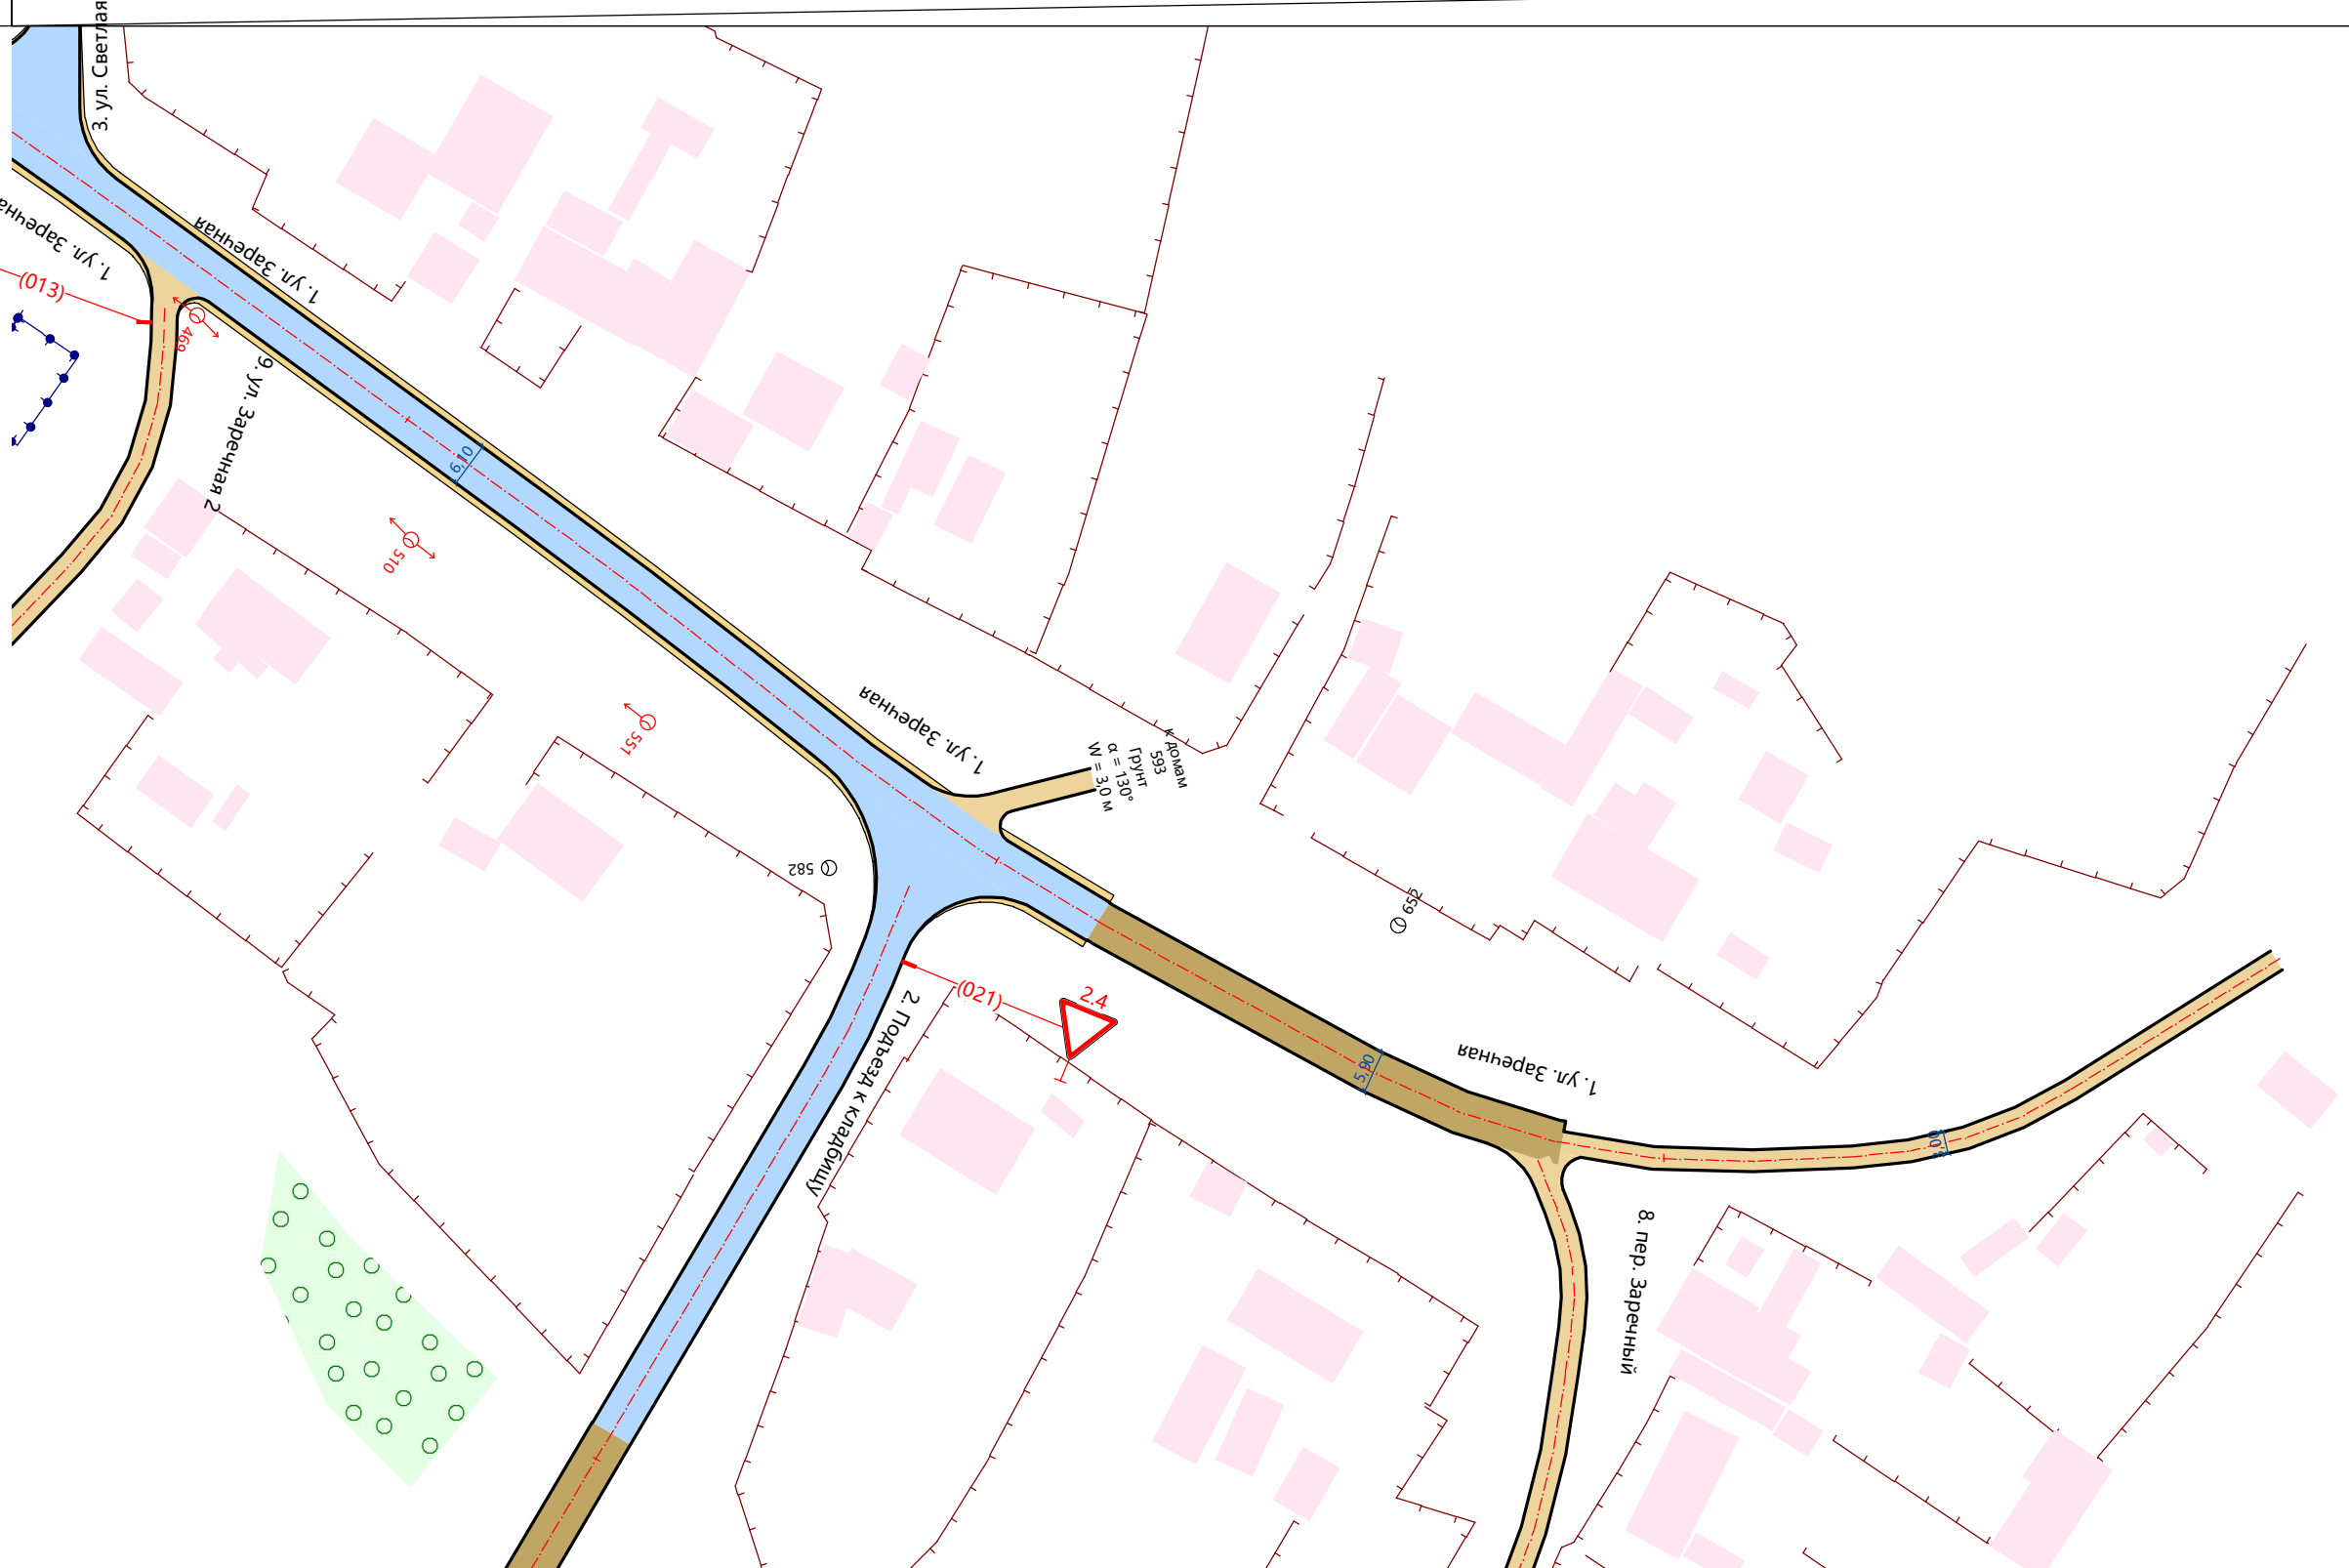 3. ул. Светлая
1. ул. Заречная
1. ул. Заречная
(013)
469
9. ул. Заречная 2
6,10
510
551
1. ул. Заречная
к домам
593
Грунт
α = 130°
W = 3,0 м
582
652
(021)
2.4
2. Подъезд к кладбищу
5,90
1. ул. Заречная
8. пер. Заречный